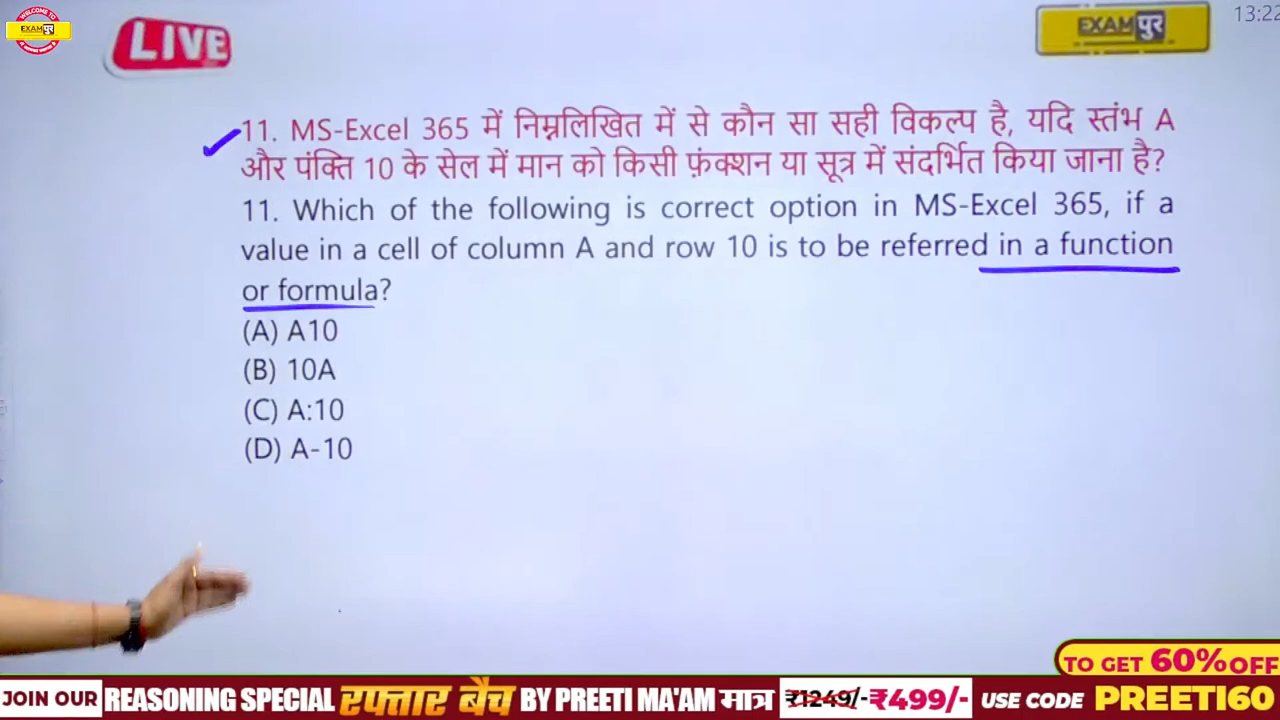 WELCOME TO
EXAMपुर
LIVE
EXAMपुर
13:22
11. MS-Excel 365 में निम्नलिखित में से कौन सा सही विकल्प है, यदि स्तंभ A
और पंक्ति 10 के सेल में मान को किसी फ़ंक्शन या सूत्र में संदर्भित किया जाना है?
11. Which of the following is correct option in MS-Excel 365, if a
value in a cell of column A and row 10 is to be referred in a function
or formula?
(A) A10
(B) 10A
(C) A:10
(D) A-10
TO GET 60% OFF
JOIN OUR REASONING SPECIAL रफ्तार बैच BY PREETI MA'AM मात्र ₹1249/- ₹499/- USE CODE PREETI60